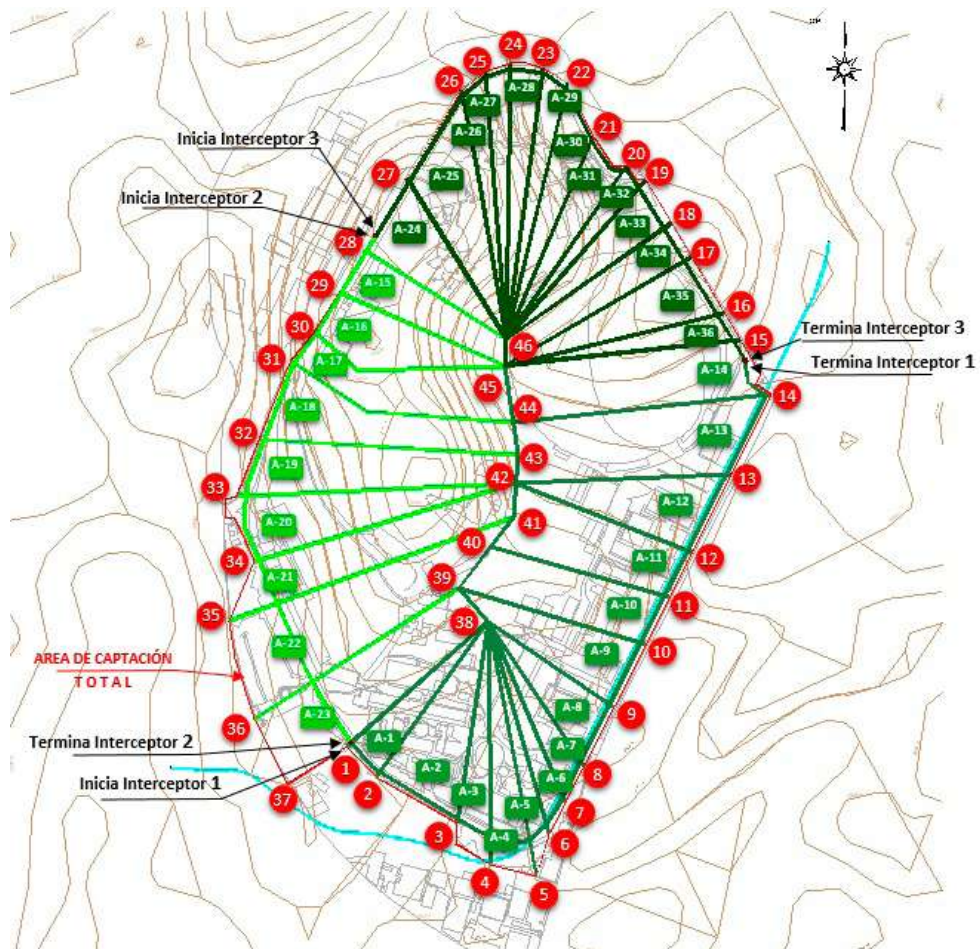 24
25
23
26
22
A-28
A-27
A-29
21
Inicia Interceptor 3
A-26
A-30
20
19
27
A-25
A-31
Inicia Interceptor 2
A-32
18
28
A-24
A-33
17
A-34
29
A-15
A-35
16
30
A-16
A-36
15
Termina Interceptor 3
46
31
A-17
A-14
Termina Interceptor 1
45
14
A-18
44
32
A-13
43
A-19
13
33
42
A-12
A-20
41
34
40
12
A-11
A-21
39
11
35
A-10
38
A-22
10
AREA DE CAPTACIÓN
A-9
T O T A L
36
A-23
A-8
9
Termina Interceptor 2
A-1
A-7
1
A-2
8
Inicia Interceptor 1
2
A-6
37
A-3
A-5
7
3
A-4
6
4
5